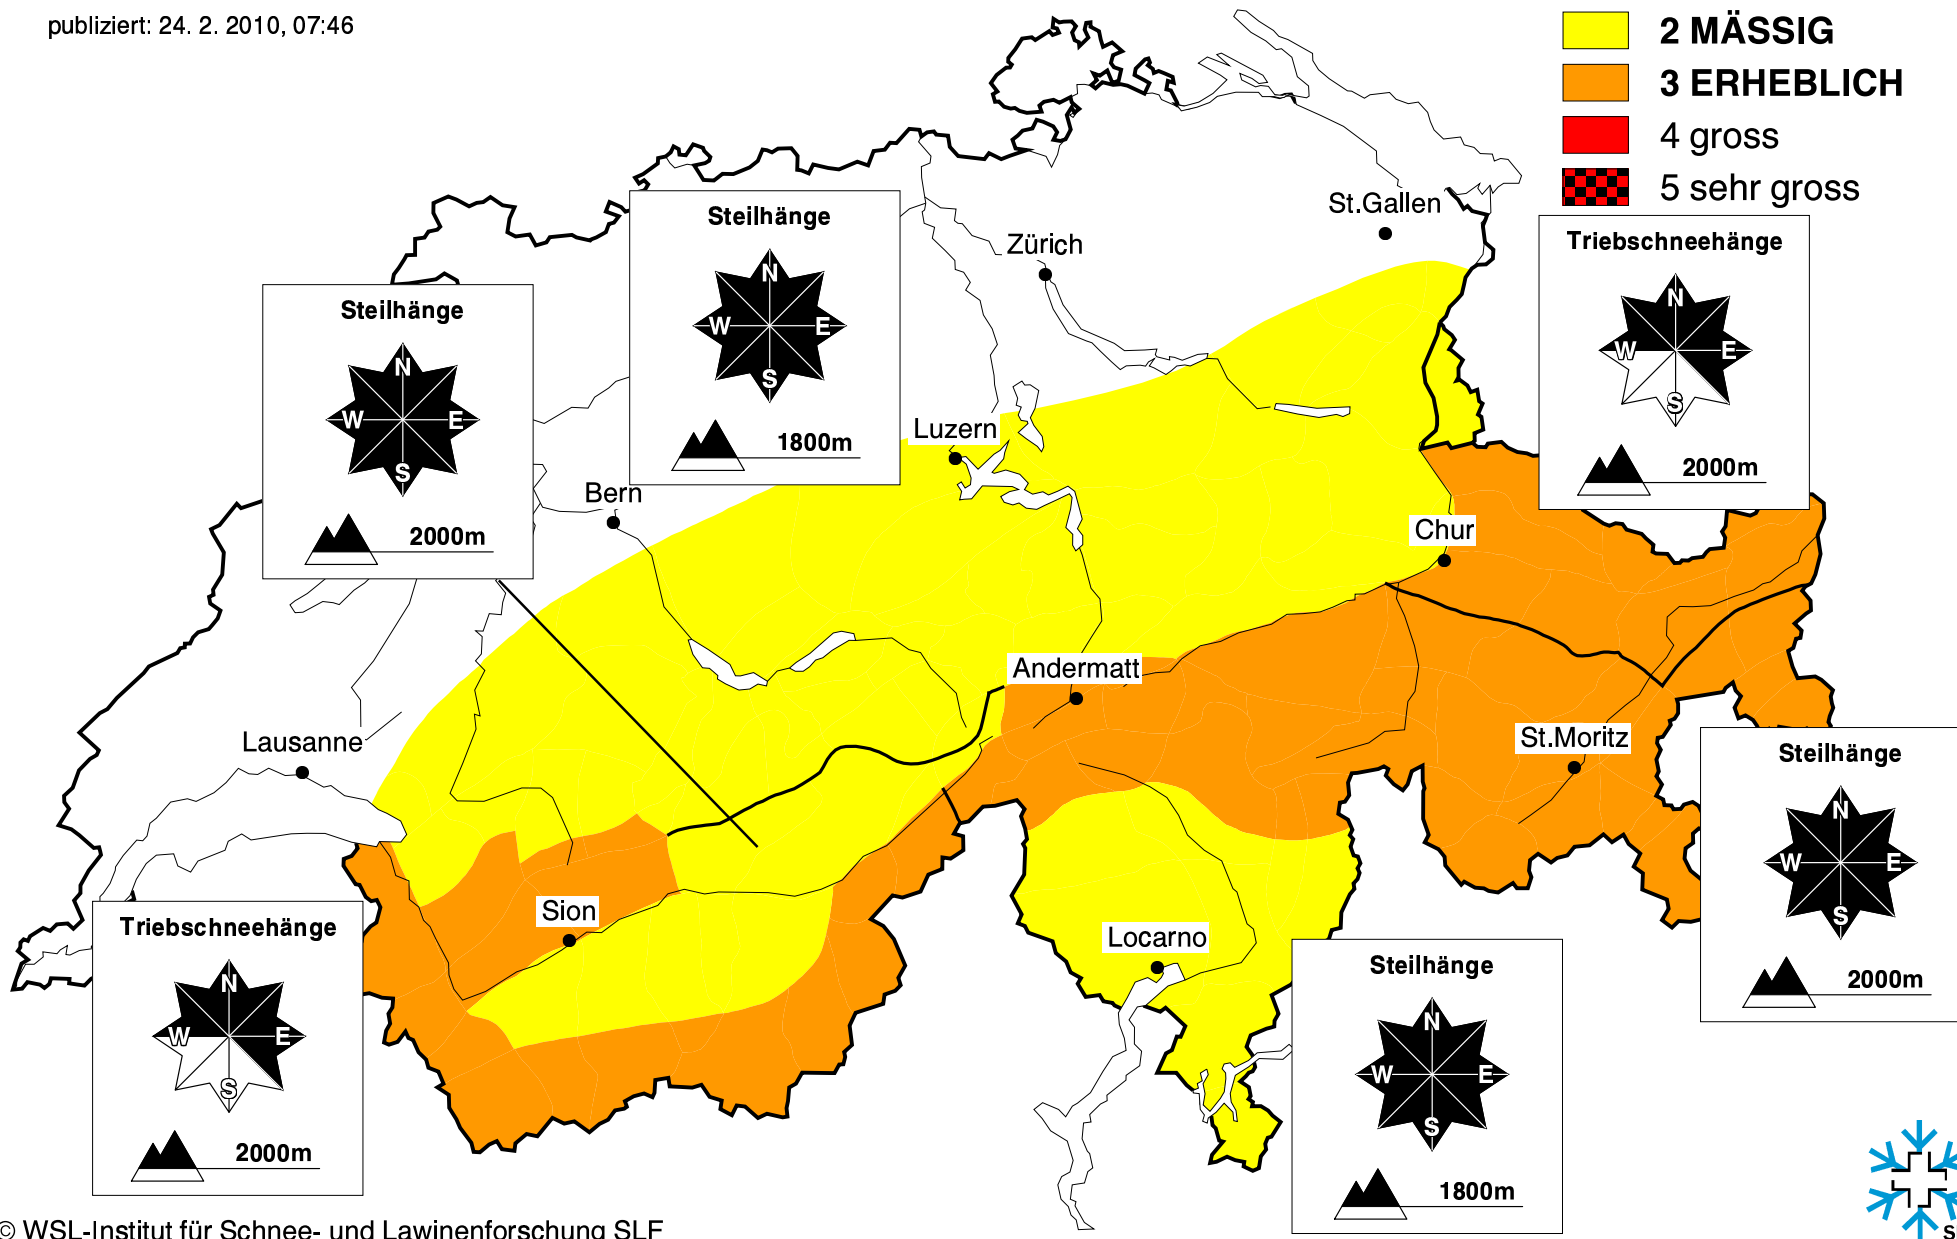 publiziert: 24. 2. 2010, 07:46
2 MÄSSIG
3 ERHEBLICH
4 gross
5 sehr gross
St.Gallen
Zürich
Steilhänge
N
W E
S
1800m
Triebschneehänge
N
W E
S
2000m
Steilhänge
N
W E
S
2000m
Luzern
Bern
Chur
Andermatt
Lausanne
St.Moritz
Steilhänge
N
W E
S
2000m
Sion
Locarno
Triebschneehänge
N
W E
S
2000m
Steilhänge
N
W E
S
1800m
© WSL-Institut für Schnee- und Lawinenforschung SLF